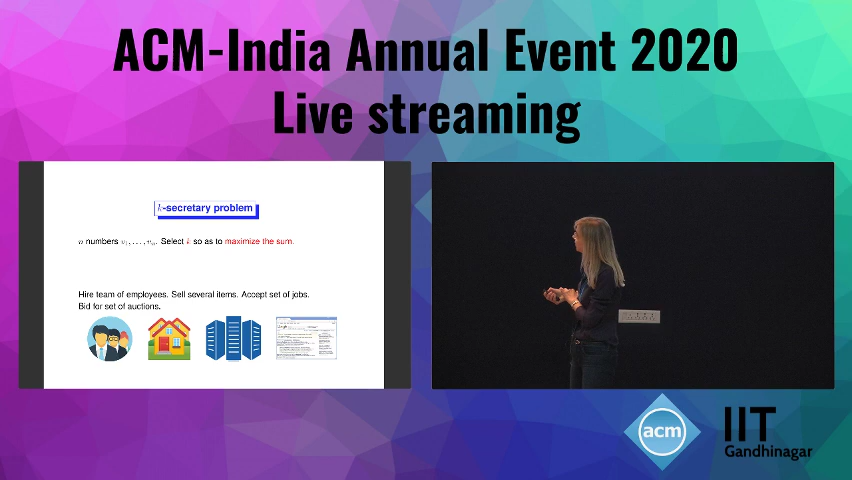 ACM-India Annual Event 2020
Live streaming
k-secretary problem
n numbers v₁, . . . , vₙ. Select k so as to maximize the sum.
Hire team of employees. Sell several items. Accept set of jobs.
Bid for set of auctions.
acm
IIT
Gandhinagar